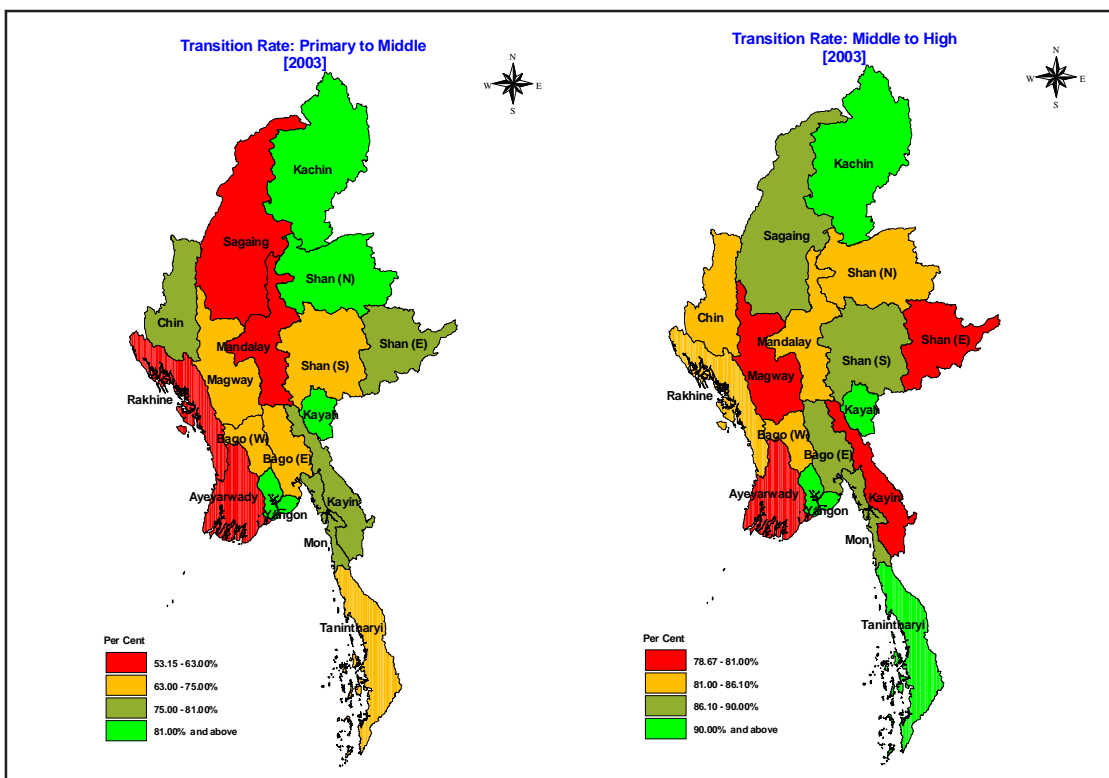 Transition Rate: Primary to Middle
[2003]
N
W E
S
Kachin
Sagaing
Shan (N)
Chin
Mandalay
Shan (E)
Shan (S)
Magway
Rakhine
Kayah
Bago (W)
Bago (E)
Ayeyarwady
Kayin
Yangon
Mon
Tanintharyi
Per Cent
53.15 - 63.00%
63.00 - 75.00%
75.00 - 81.00%
81.00% and above
Transition Rate: Middle to High
[2003]
N
W E
S
Kachin
Sagaing
Shan (N)
Chin
Mandalay
Shan (E)
Shan (S)
Magway
Rakhine
Kayah
Bago (W)
Bago (E)
Ayeyarwady
Kayin
Yangon
Mon
Tanintharyi
Per Cent
78.67 - 81.00%
81.00 - 86.10%
86.10 - 90.00%
90.00% and above